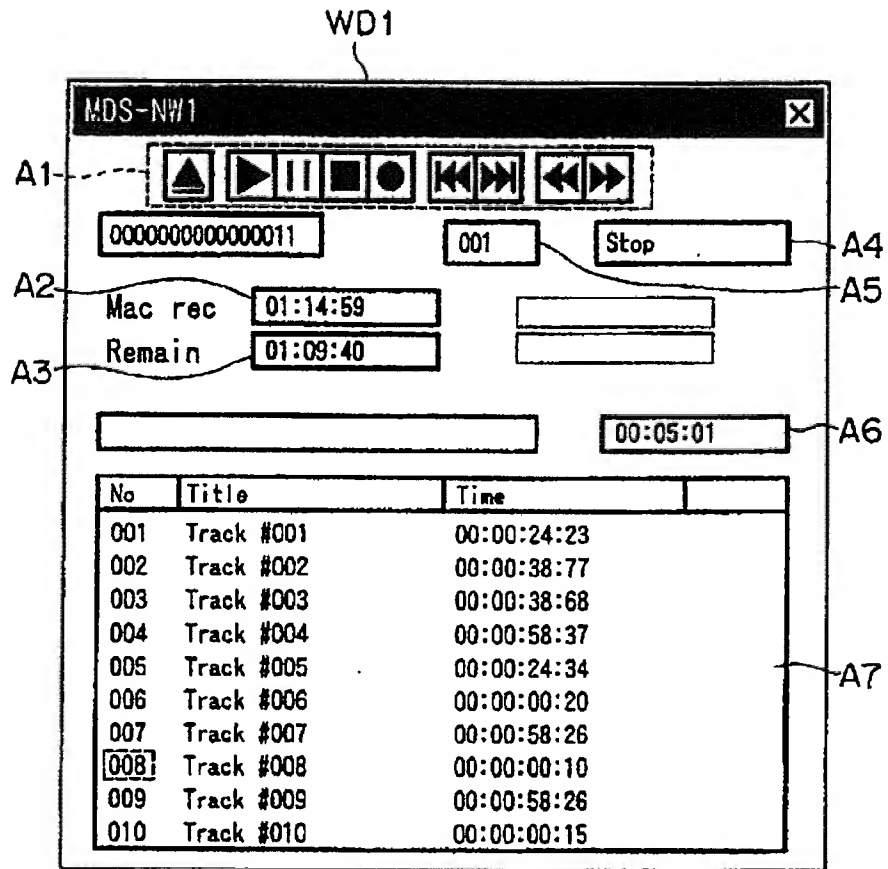 WD1
MDS-NW1
A1
0000000000000011 001 Stop A4
A5
A2 Mac rec 01:14:59
A3 Remain 01:09:40
00:05:01 A6
No Title Time
001 Track #001 00:00:24:23
002 Track #002 00:00:38:77
003 Track #003 00:00:38:68
004 Track #004 00:00:58:37
005 Track #005 00:00:24:34
A7
006 Track #006 00:00:00:20
007 Track #007 00:00:58:26
008 Track #008 00:00:00:10
009 Track #009 00:00:58:26
010 Track #010 00:00:00:15